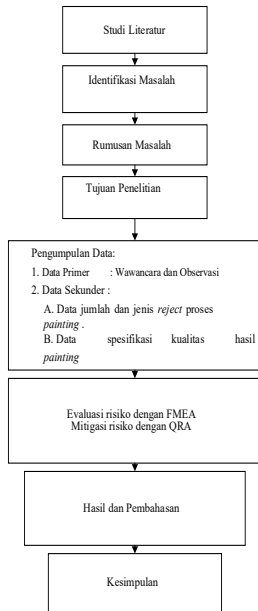 Studi Literatur
Identifikasi Masalah
Rumusan Masalah
Tujuan Penelitian
Pengumpulan Data:
1. Data Primer : Wawancara dan Observasi
2. Data Sekunder :
A. Data jumlah dan jenis reject proses
painting .
B. Data spesifikasi kualitas hasil
painting
Evaluasi risiko dengan FMEA
Mitigasi risiko dengan QRA
Hasil dan Pembahasan
Kesimpulan